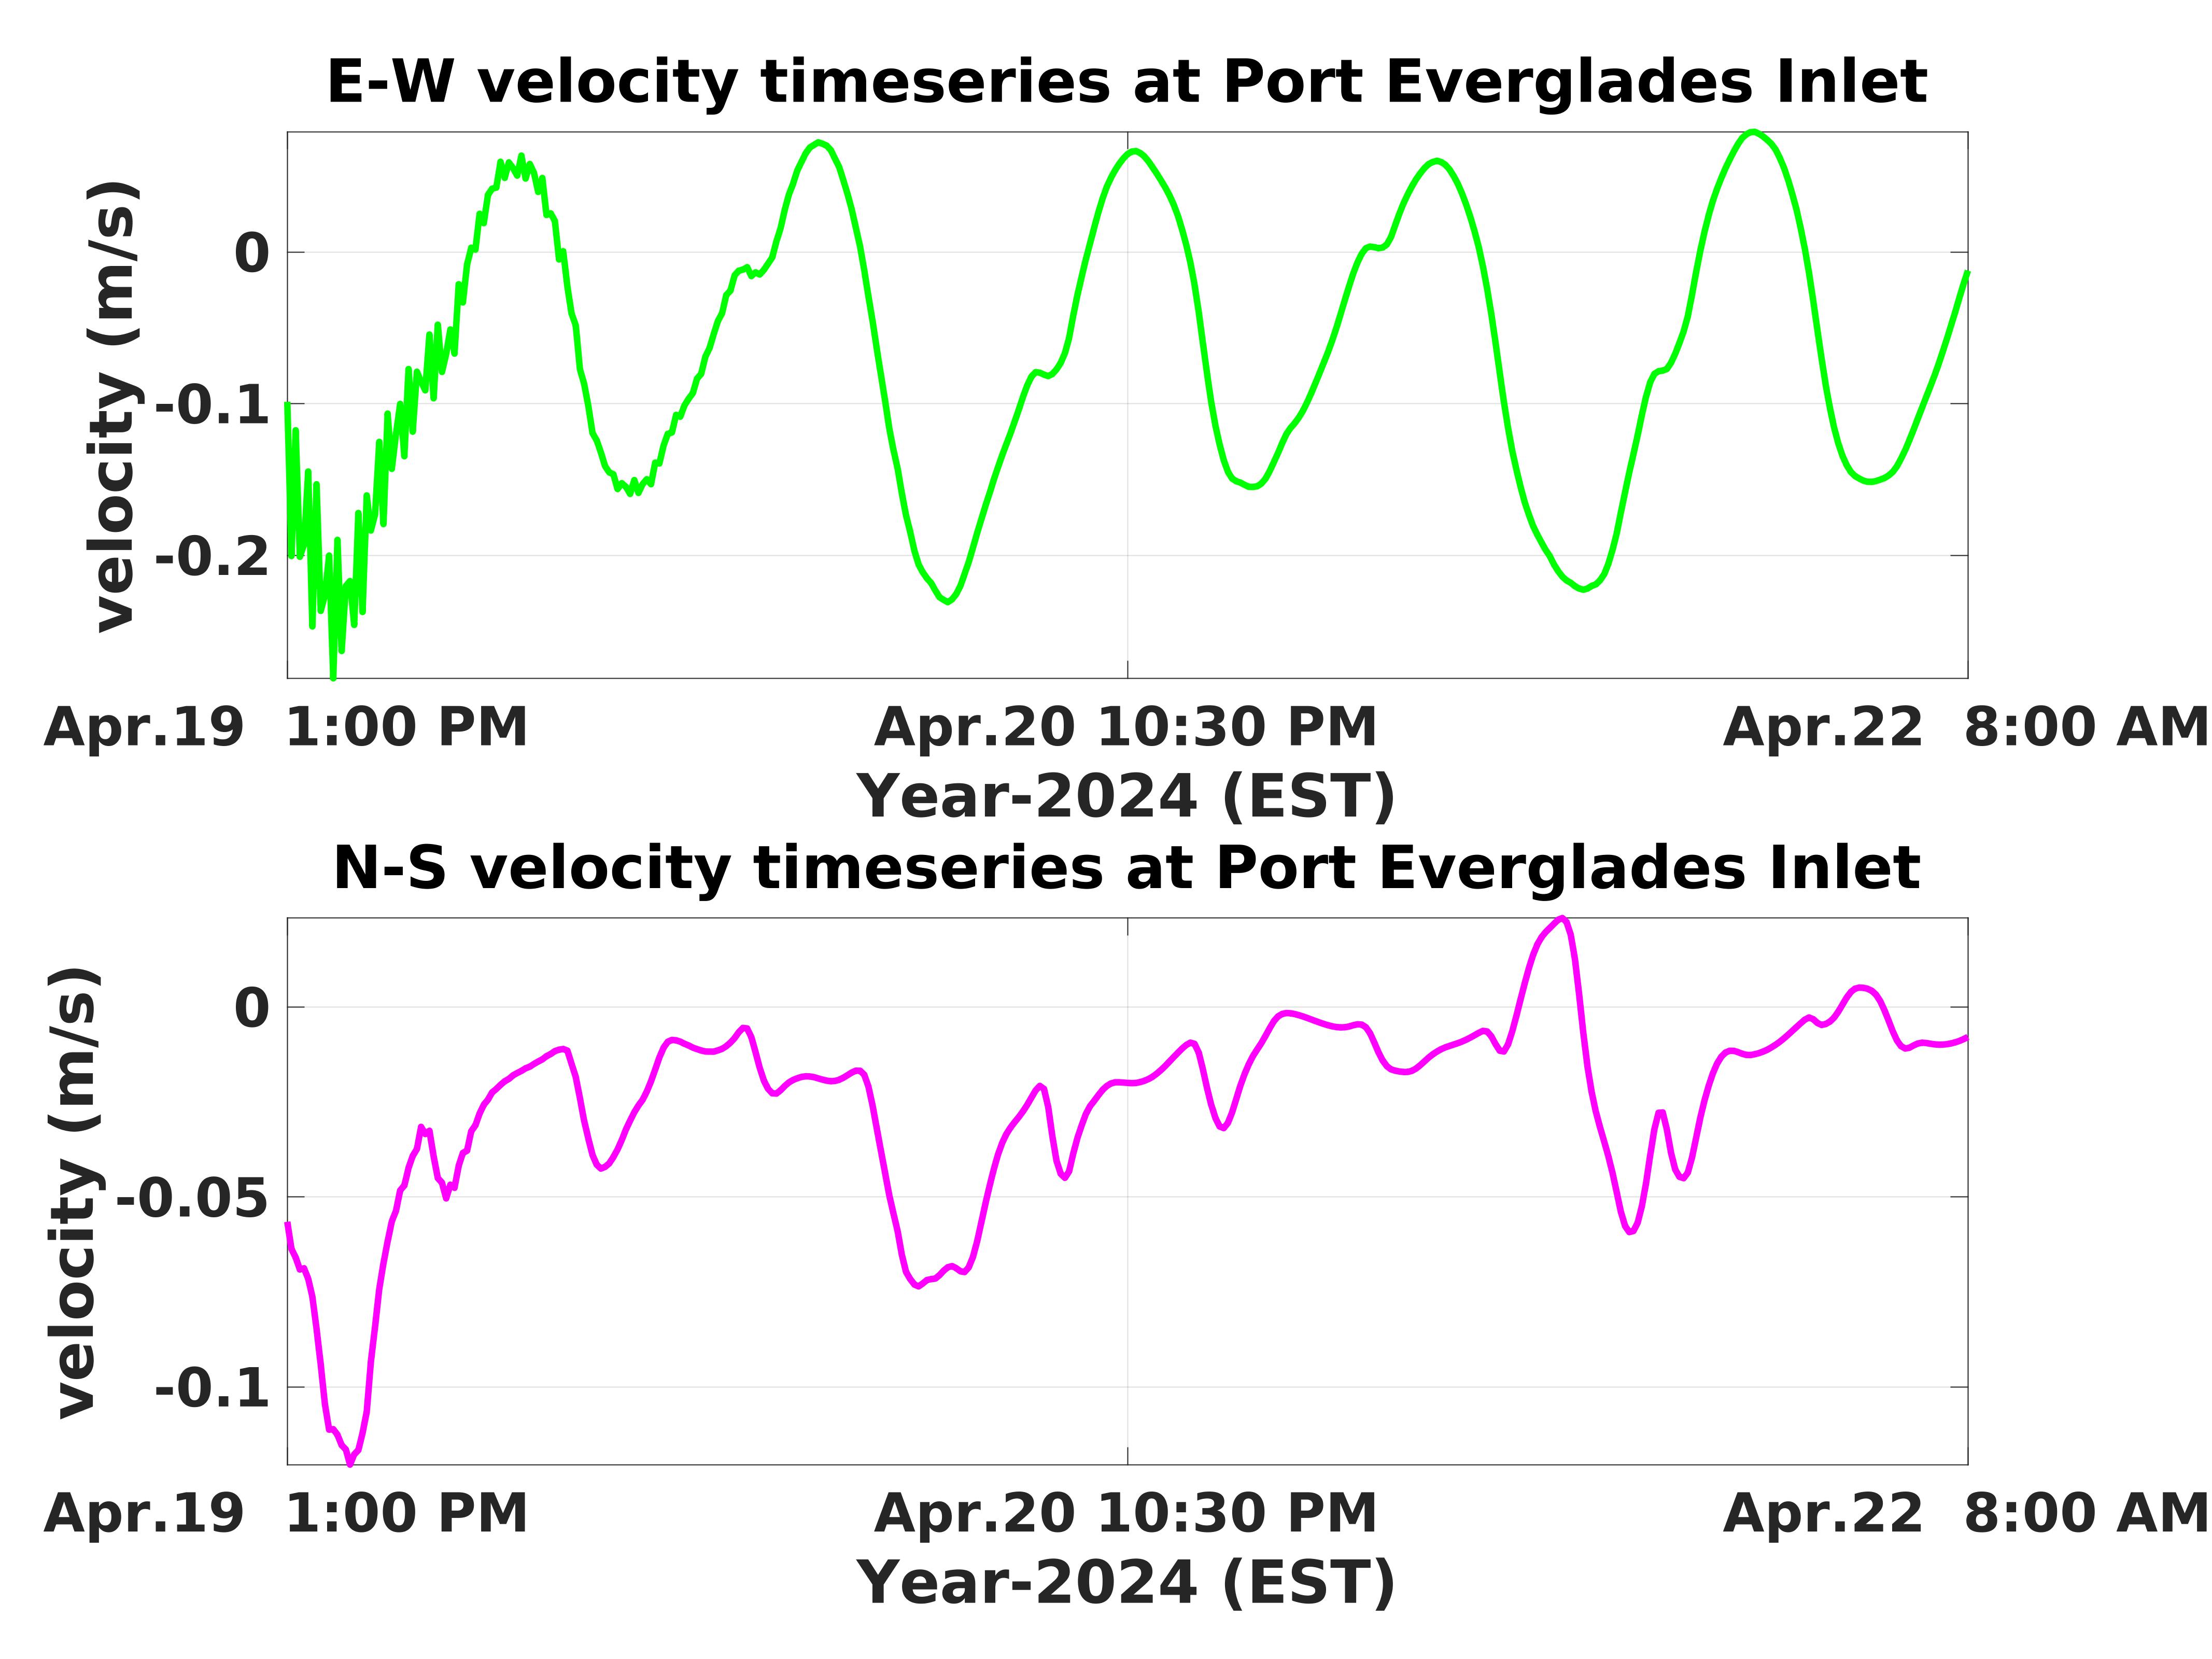 E-W velocity timeseries at Port Everglades Inlet
velocity (m/s)
0
-0.1
-0.2
Apr.19  1:00 PM
Apr.20 10:30 PM
Apr.22  8:00 AM
Year-2024 (EST)
N-S velocity timeseries at Port Everglades Inlet
velocity (m/s)
0
-0.05
-0.1
Apr.19  1:00 PM
Apr.20 10:30 PM
Apr.22  8:00 AM
Year-2024 (EST)